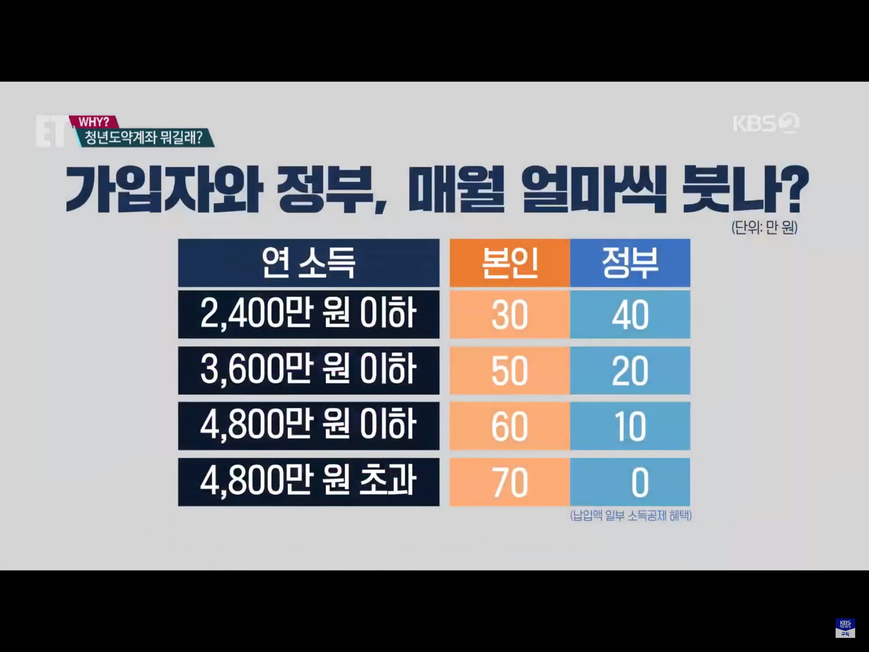 ET WHY?
청년도약계좌 뭐길래?
KBS2
가입자와 정부, 매월 얼마씩 붓나?
(단위: 만 원)
연 소득 본인 정부
2,400만 원 이하 30 40
3,600만 원 이하 50 20
4,800만 원 이하 60 10
4,800만 원 초과 70 0
(납입액 일부 소득공제 혜택)
KBS
NEWS
구독